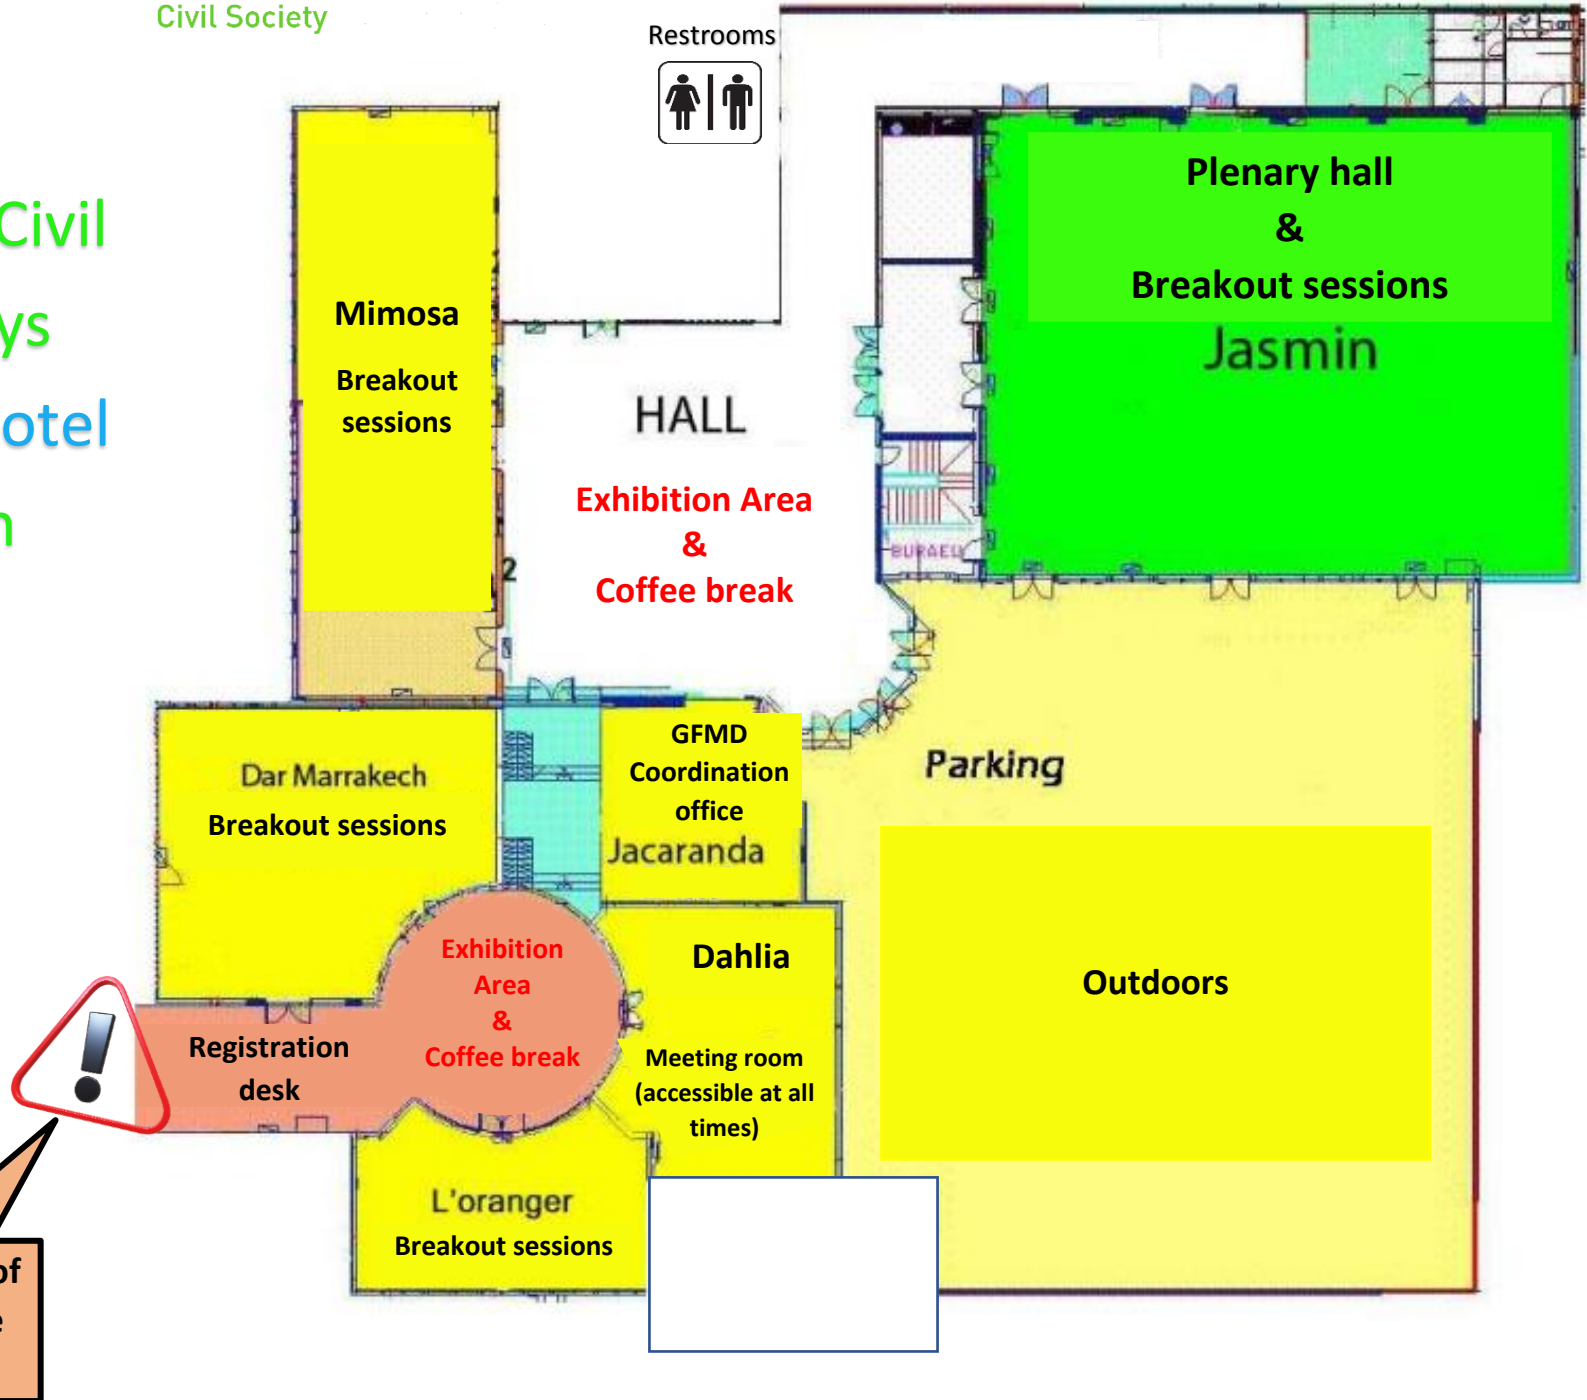 Civil Society
Restrooms
Civil
ys
otel
n
Plenary hall
&
Breakout sessions
Jasmin
Mimosa
Breakout
sessions
HALL
Exhibition Area
&
Coffee break
2
BURAEU
GFMD
Coordination
office
Jacaranda
Parking
Dar Marrakech
Breakout sessions
Exhibition
Area
&
Coffee break
Dahlia
Meeting room
(accessible at all
times)
Outdoors
Registration
desk
L'oranger
Breakout sessions
of
e